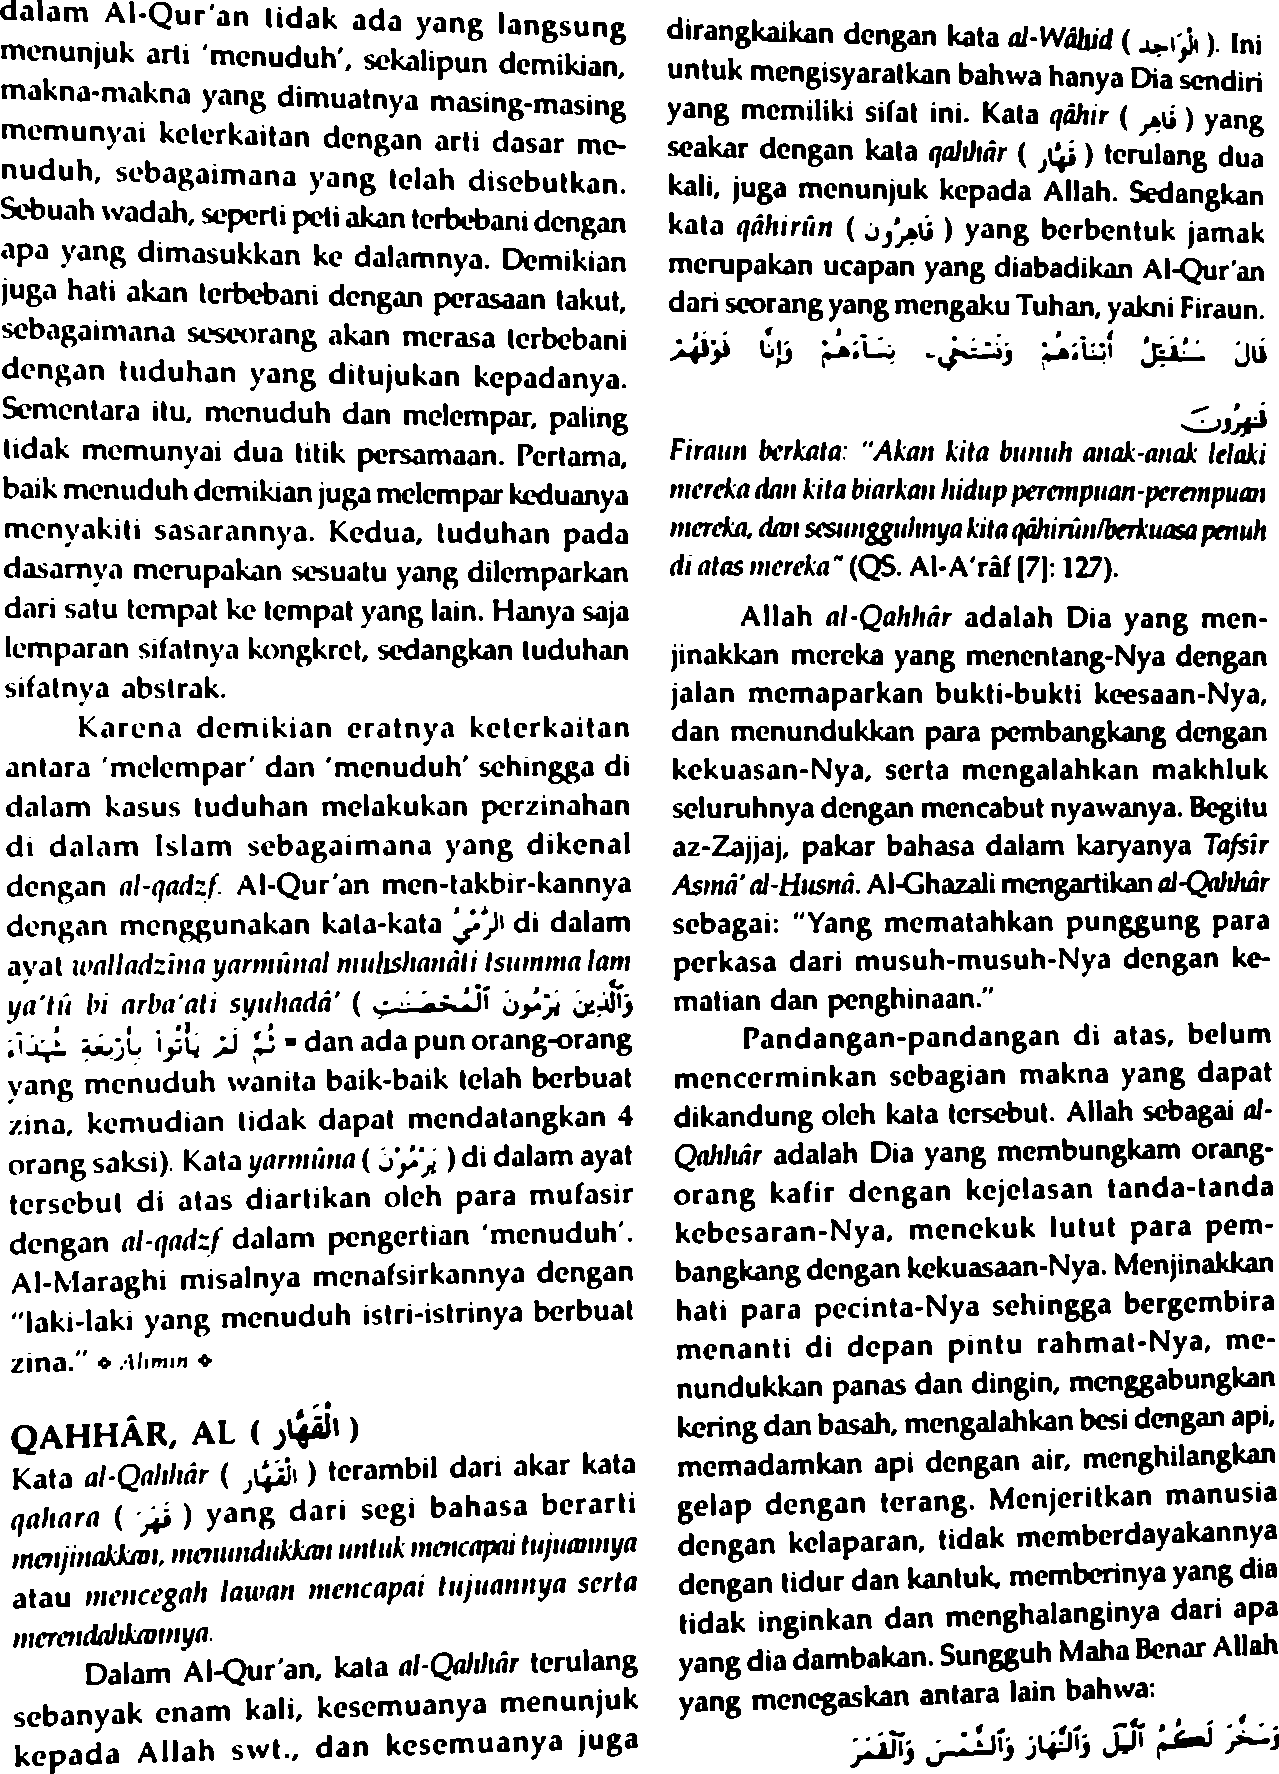 dalam Al-Qur'an tidak ada yang langsung
menunjuk arti 'menuduh', sekalipun demikian,
makna-makna yang dimuatnya masing-masing
memunyai keterkaitan dengan arti dasar me-
nuduh, sebagaimana yang telah disebutkan.
Sebuah wadah, seperti peti akan terbebani dengan
apa yang dimasukkan ke dalamnya. Demikian
juga hati akan terbebani dengan perasaan takut,
sebagaimana seseorang akan merasa terbebani
dengan tuduhan yang ditujukan kepadanya.
Sementara itu, menuduh dan melempar, paling
tidak memunyai dua titik persamaan. Pertama,
baik menuduh demikian juga melempar keduanya
menyakiti sasarannya. Kedua, tuduhan pada
dasarnya merupakan sesuatu yang dilemparkan
dari satu tempat ke tempat yang lain. Hanya saja
lemparan sifatnya kongkret, sedangkan tuduhan
sifatnya abstrak.
Karena demikian eratnya keterkaitan
antara 'melempar' dan 'menuduh' sehingga di
dalam kasus tuduhan melakukan perzinahan
di dalam Islam sebagaimana yang dikenal
dengan al-qadzf. Al-Qur'an men-takbir-kannya
dengan menggunakan kata-kata الرَّمْيُ di dalam
ayat walladzîna yarmûnal muhshanâti tsumma lam
ya'tû bi arba'ati syuhadâ' ( وَٱلَّذِينَ يَرْمُونَ ٱلْمُحْصَنَٰتِ
ثُمَّ لَمْ يَأْتُوا۟ بِأَرْبَعَةِ شُهَدَآءَ = dan ada pun orang-orang
yang menuduh wanita baik-baik telah berbuat
zina, kemudian tidak dapat mendatangkan 4
orang saksi). Kata yarmûna ( يَرْمُوْنَ ) di dalam ayat
tersebut di atas diartikan oleh para mufasir
dengan al-qadzf dalam pengertian 'menuduh'.
Al-Maraghi misalnya menafsirkannya dengan
"laki-laki yang menuduh istri-istrinya berbuat
zina." ❖ Alimin ❖
QAHHÂR, AL ( الْقَهَّار )
Kata al-Qahhâr ( الْقَهَّار ) terambil dari akar kata
qahara ( قَهَرَ ) yang dari segi bahasa berarti
menjinakkan, menundukkan untuk mencapai tujuannya
atau mencegah lawan mencapai tujuannya serta
merendahkannya.
Dalam Al-Qur'an, kata al-Qahhâr terulang
sebanyak enam kali, kesemuanya menunjuk
kepada Allah swt., dan kesemuanya juga
dirangkaikan dengan kata al-Wâhid ( الْوَاحِد ). Ini
untuk mengisyaratkan bahwa hanya Dia sendiri
yang memiliki sifat ini. Kata qâhir ( قَاهِر ) yang
seakar dengan kata qahhâr ( قَهَّار ) terulang dua
kali, juga menunjuk kepada Allah. Sedangkan
kata qâhirûn ( قَاهِرُون ) yang berbentuk jamak
merupakan ucapan yang diabadikan Al-Qur'an
dari seorang yang mengaku Tuhan, yakni Firaun.
قَالَ سَنُقَتِّلُ أَبْنَآءَهُمْ وَنَسْتَحْيِۦ نِسَآءَهُمْ وَإِنَّا فَوْقَهُمْ
قَٰهِرُونَ
Firaun berkata: "Akan kita bunuh anak-anak lelaki
mereka dan kita biarkan hidup perempuan-perempuan
mereka, dan sesungguhnya kita qâhirûn/berkuasa penuh
di atas mereka" (QS. Al-A'râf [7]: 127).
Allah al-Qahhâr adalah Dia yang men-
jinakkan mereka yang menentang-Nya dengan
jalan memaparkan bukti-bukti keesaan-Nya,
dan menundukkan para pembangkang dengan
kekuasan-Nya, serta mengalahkan makhluk
seluruhnya dengan mencabut nyawanya. Begitu
az-Zajjaj, pakar bahasa dalam karyanya Tafsîr
Asmâ' al-Husnâ. Al-Ghazali mengartikan al-Qahhâr
sebagai: "Yang mematahkan punggung para
perkasa dari musuh-musuh-Nya dengan ke-
matian dan penghinaan."
Pandangan-pandangan di atas, belum
mencerminkan sebagian makna yang dapat
dikandung oleh kata tersebut. Allah sebagai al-
Qahhâr adalah Dia yang membungkam orang-
orang kafir dengan kejelasan tanda-tanda
kebesaran-Nya, menekuk lutut para pem-
bangkang dengan kekuasaan-Nya. Menjinakkan
hati para pecinta-Nya sehingga bergembira
menanti di depan pintu rahmat-Nya, me-
nundukkan panas dan dingin, menggabungkan
kering dan basah, mengalahkan besi dengan api,
memadamkan api dengan air, menghilangkan
gelap dengan terang. Menjeritkan manusia
dengan kelaparan, tidak memberdayakannya
dengan tidur dan kantuk, memberinya yang dia
tidak inginkan dan menghalanginya dari apa
yang dia dambakan. Sungguh Maha Benar Allah
yang menegaskan antara lain bahwa:
وَسَخَّرَ لَكُمُ ٱلَّيْلَ وَٱلنَّهَارَ وَٱلشَّمْسَ وَٱلْقَمَرَ